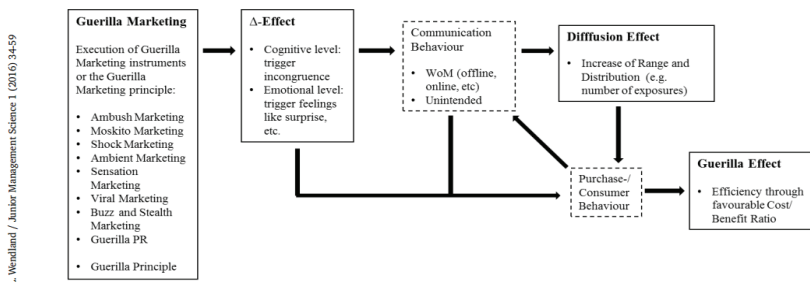 ., Wendland / Junior Management Science 1 (2016) 34-59
Guerilla Marketing
Execution of Guerilla
Marketing instruments
or the Guerilla
Marketing principle:
• Ambush Marketing
• Moskito Marketing
• Shock Marketing
• Ambient Marketing
• Sensation
Marketing
• Viral Marketing
• Buzz and Stealth
Marketing
• Guerilla PR
• Guerilla Principle
Δ-Effect
• Cognitive level:
trigger
incongruence
• Emotional level:
trigger feelings
like surprise,
etc.
Communication
Behaviour
• WoM (offline,
online, etc)
• Unintended
Difffusion Effect
• Increase of Range and
Distribution (e.g.
number of exposures)
Purchase-/
Consumer
Behaviour
Guerilla Effect
• Efficiency through
favourable Cost/
Benefit Ratio